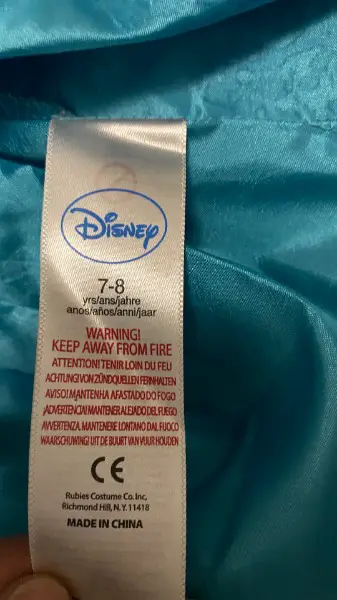 Disney
7-8
yrs/ans/jahre
anos/años/anni/jaar
WARNING!
KEEP AWAY FROM FIRE
ATTENTION! TENIR LOIN DU FEU
ACHTUNG! VON ZÜNDQUELLEN FERNHALTEN
AVISO! MANTENHA AFASTADO DO FOGO
¡ADVERTENCIA! MANTENER ALEJADO DEL FUEGO
AVVERTENZA. MANTENERE LONTANO DAL FUOCO
WAARSCHUWING! UIT DE BUURT VAN VUUR HOUDEN
CE
Rubies Costume Co. Inc.
Richmond Hill, N.Y. 11418
MADE IN CHINA